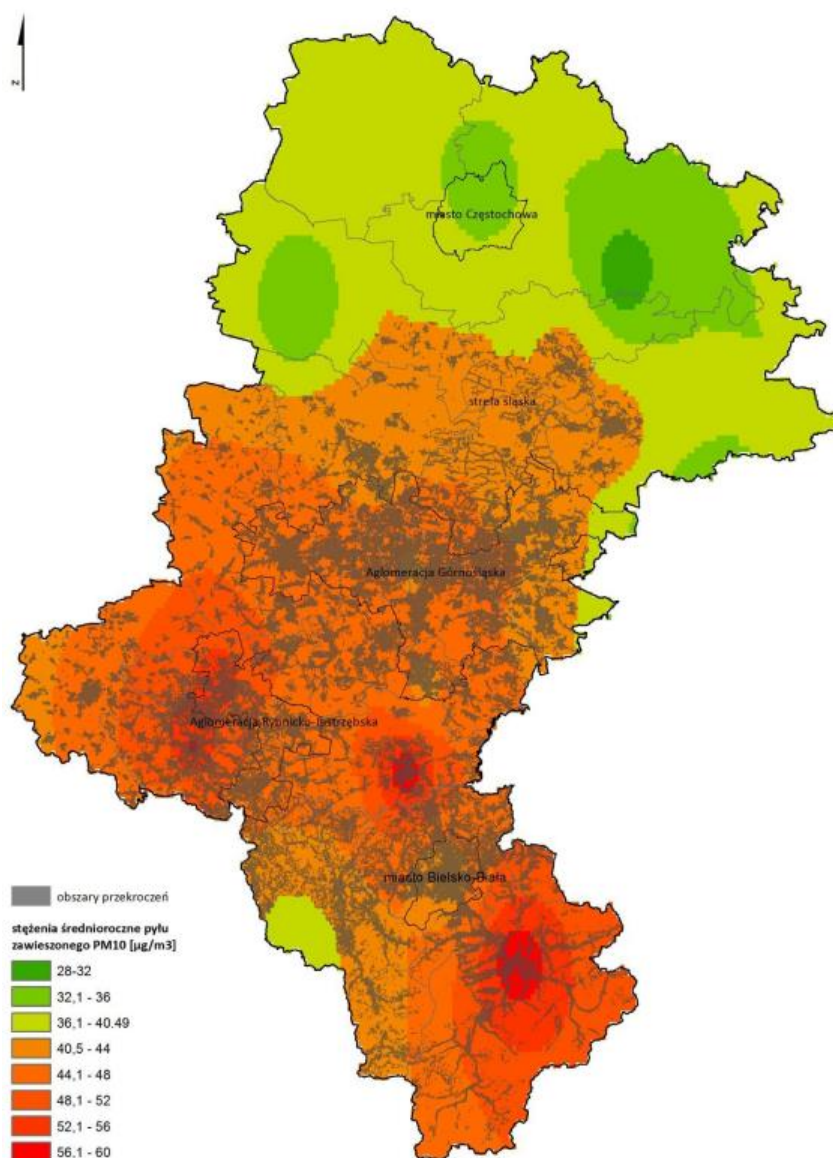 N
miasto Częstochowa
strefa śląska
Aglomeracja Górnośląska
Aglomeracja Rybnicko-Jastrzębska
miasto Bielsko-Biała
obszary przekroczeń
stężenia średnioroczne pyłu
zawieszonego PM10 [µg/m3]
28-32
32,1 - 36
36,1 - 40.49
40,5 - 44
44,1 - 48
48,1 - 52
52,1 - 56
56,1 - 60